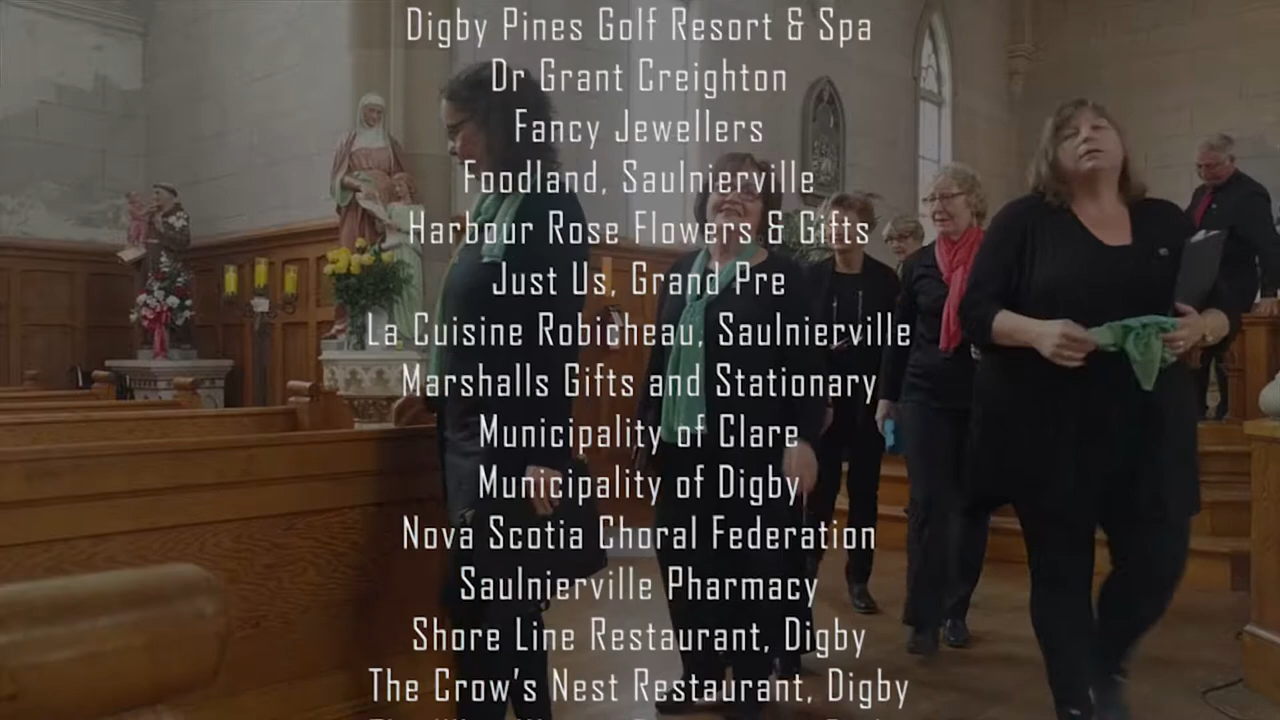 Digby Pines Golf Resort & Spa
Dr Grant Creighton
Fancy Jewellers
Foodland, Saulnierville
Harbour Rose Flowers & Gifts
Just Us, Grand Pre
La Cuisine Robicheau, Saulnierville
Marshalls Gifts and Stationary
Municipality of Clare
Municipality of Digby
Nova Scotia Choral Federation
Saulnierville Pharmacy
Shore Line Restaurant, Digby
The Crow's Nest Restaurant, Digby